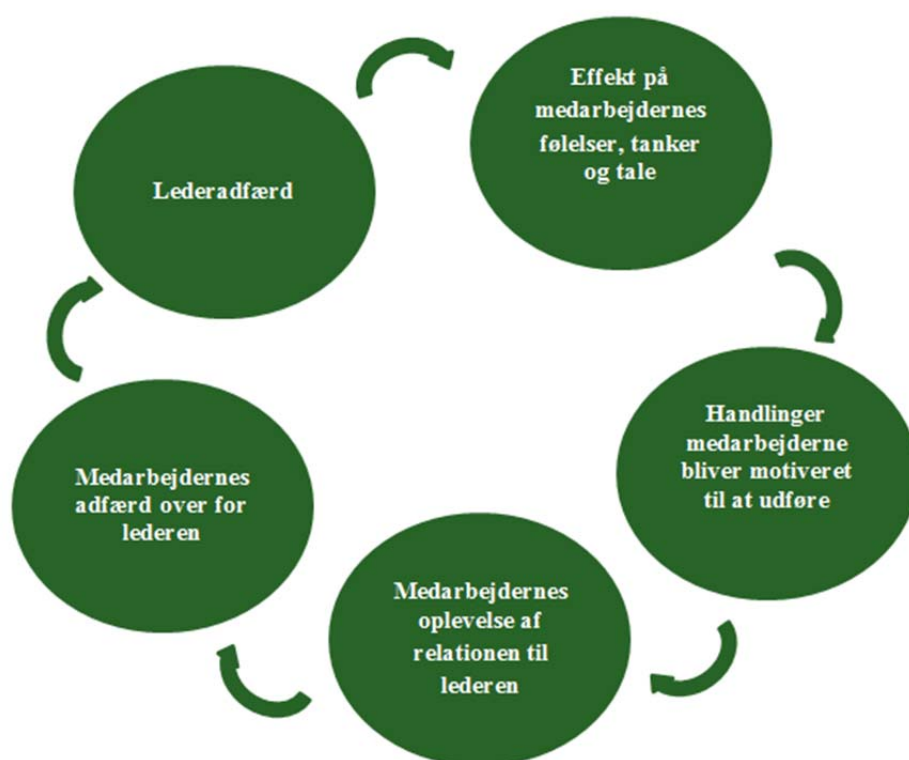 Lederadfærd
Effekt på
medarbejdernes
følelser, tanker
og tale
Handlinger
medarbejderne
bliver motiveret
til at udføre
Medarbejdernes
oplevelse af
relationen til
lederen
Medarbejdernes
adfærd over for
lederen